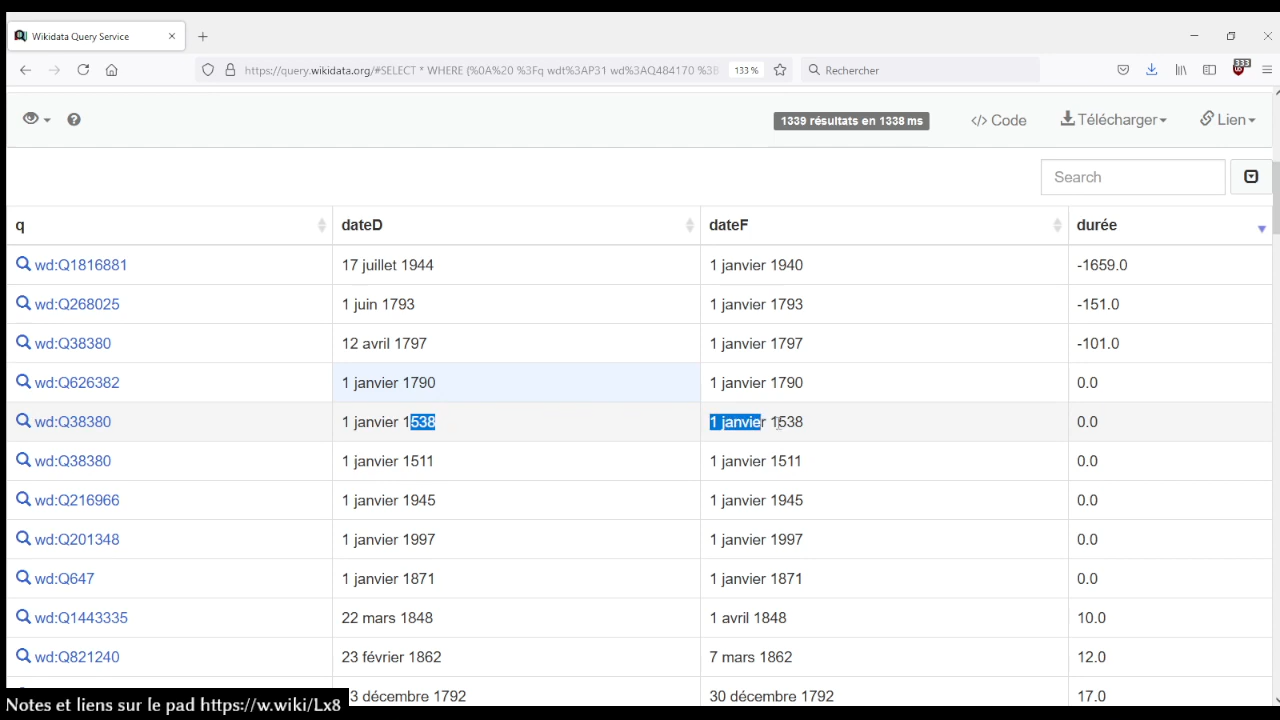 Wikidata Query Service
https://query.wikidata.org/#SELECT * WHERE {%0A%20 %3Fq wdt%3AP31 wd%3AQ484170 %3B
133 %
Rechercher
333
1339 résultats en 1338 ms
</> Code
Télécharger
Lien
Search
q dateD dateF durée
wd:Q1816881 17 juillet 1944 1 janvier 1940 -1659.0
wd:Q268025 1 juin 1793 1 janvier 1793 -151.0
wd:Q38380 12 avril 1797 1 janvier 1797 -101.0
wd:Q626382 1 janvier 1790 1 janvier 1790 0.0
wd:Q38380 1 janvier 1538 1 janvier 1538 0.0
wd:Q38380 1 janvier 1511 1 janvier 1511 0.0
wd:Q216966 1 janvier 1945 1 janvier 1945 0.0
wd:Q201348 1 janvier 1997 1 janvier 1997 0.0
wd:Q647 1 janvier 1871 1 janvier 1871 0.0
wd:Q1443335 22 mars 1848 1 avril 1848 10.0
wd:Q821240 23 février 1862 7 mars 1862 12.0
3 décembre 1792 30 décembre 1792 17.0
Notes et liens sur le pad https://w.wiki/Lx8